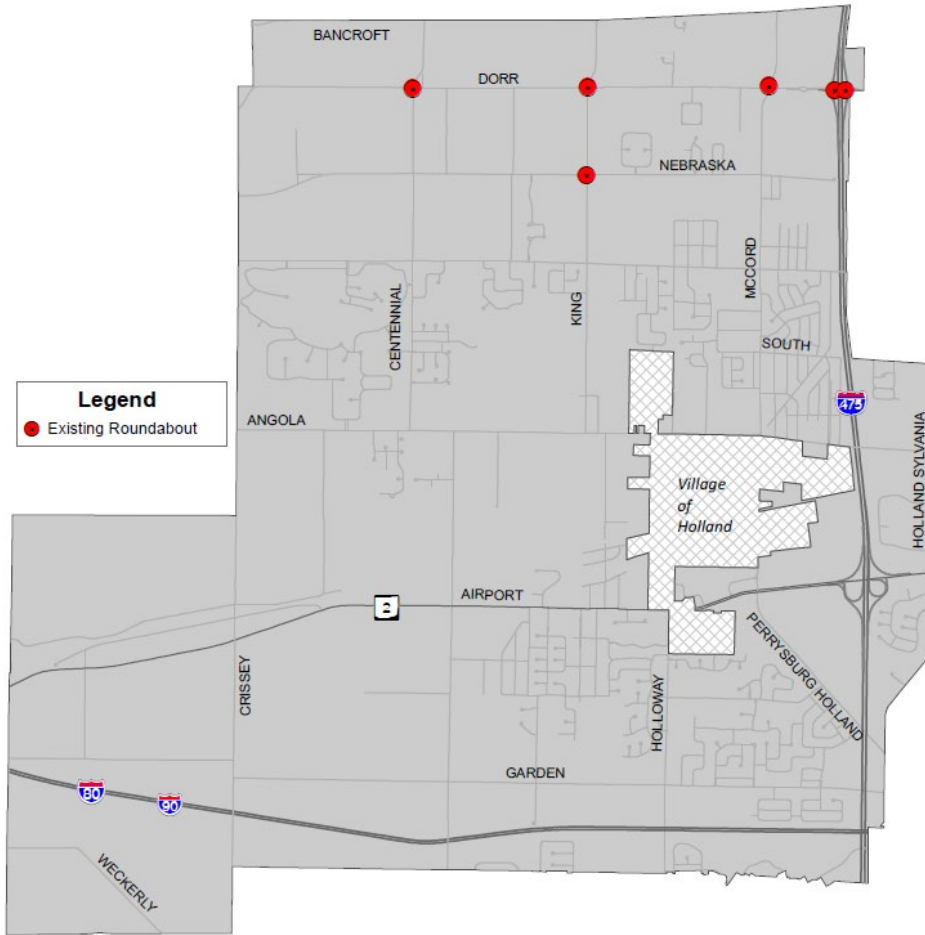 BANCROFT
DORR
NEBRASKA
MCCORD
CENTENNIAL
KING
SOUTH
Legend
Existing Roundabout
ANGOLA
475
HOLLAND SYLVANIA
Village
of
Holland
AIRPORT
2
PERRYSBURG HOLLAND
CRISSEY
HOLLOWAY
GARDEN
80
90
WECKERLY